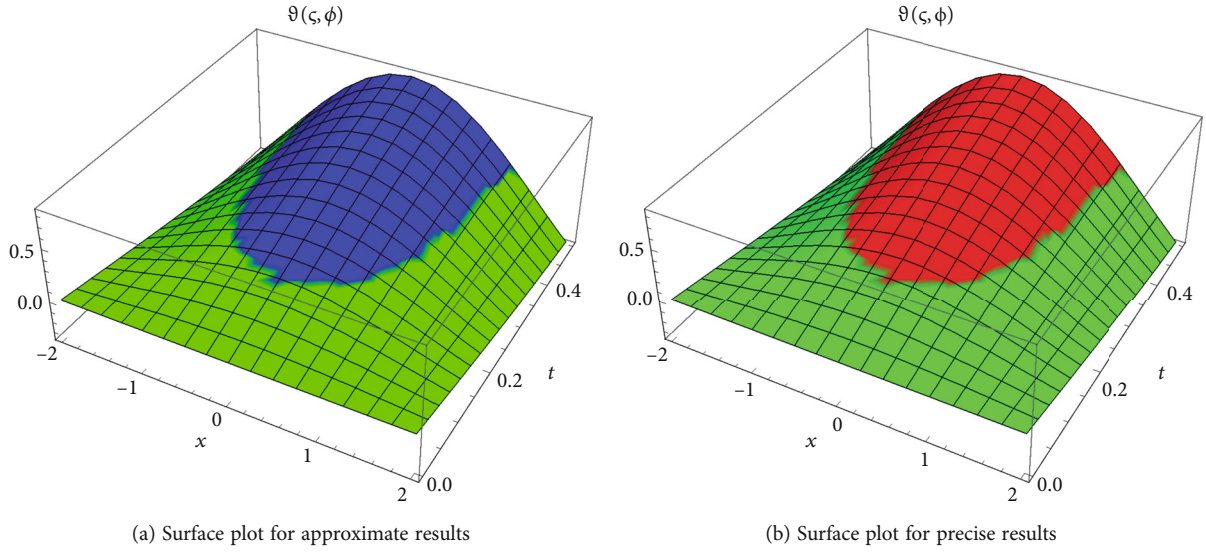 ϑ(ς, ϕ)
0.5
0.0
−2
−1
0
1
2
x
0.0
0.2
0.4
t
(a) Surface plot for approximate results
ϑ(ς, ϕ)
0.5
0.0
−2
−1
0
1
2
x
0.0
0.2
0.4
t
(b) Surface plot for precise results